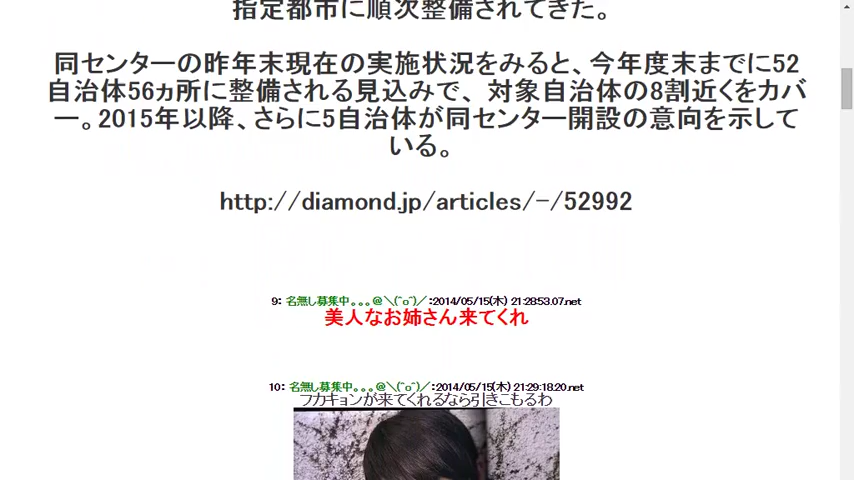 指定都市に順次整備されてきた。
同センターの昨年末現在の実施状況をみると、今年度末までに52
自治体56ヵ所に整備される見込みで、 対象自治体の8割近くをカバ
ー。2015年以降、さらに5自治体が同センター開設の意向を示して
いる。
http://diamond.jp/articles/-/52992
9: 名無し募集中。。。＠＼(^o^)／:2014/05/15(木) 21:28:53.07.net
美人なお姉さん来てくれ
10: 名無し募集中。。。＠＼(^o^)／:2014/05/15(木) 21:29:18.20.net
フカキョンが来てくれるなら引きこもるわ